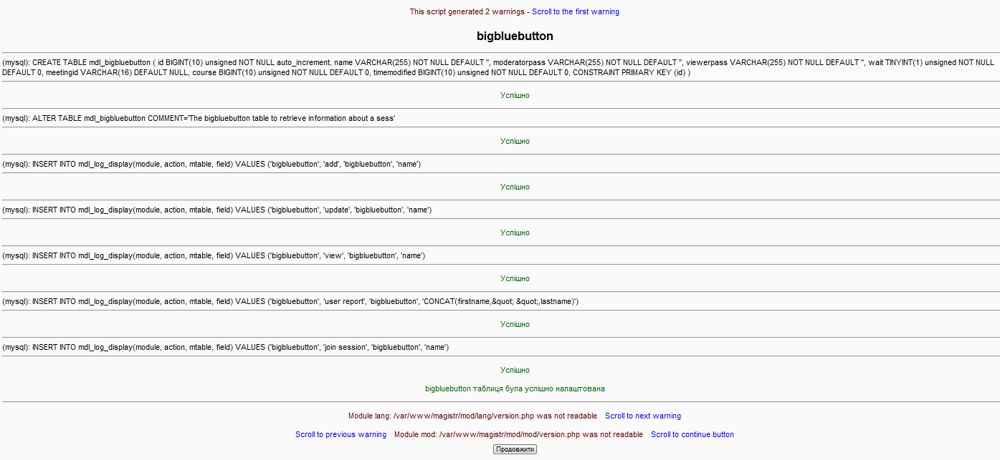 This script generated 2 warnings - Scroll to the first warning
bigbluebutton
(mysql): CREATE TABLE mdl_bigbluebutton ( id BIGINT(10) unsigned NOT NULL auto_increment, name VARCHAR(255) NOT NULL DEFAULT '', moderatorpass VARCHAR(255) NOT NULL DEFAULT '', viewerpass VARCHAR(255) NOT NULL DEFAULT '', wait TINYINT(1) unsigned NOT NULL
DEFAULT 0, meetingid VARCHAR(16) DEFAULT NULL, course BIGINT(10) unsigned NOT NULL DEFAULT 0, timemodified BIGINT(10) unsigned NOT NULL DEFAULT 0, CONSTRAINT PRIMARY KEY (id) )
Успішно
(mysql): ALTER TABLE mdl_bigbluebutton COMMENT='The bigbluebutton table to retrieve information about a sess'
Успішно
(mysql): INSERT INTO mdl_log_display(module, action, mtable, field) VALUES ('bigbluebutton', 'add', 'bigbluebutton', 'name')
Успішно
(mysql): INSERT INTO mdl_log_display(module, action, mtable, field) VALUES ('bigbluebutton', 'update', 'bigbluebutton', 'name')
Успішно
(mysql): INSERT INTO mdl_log_display(module, action, mtable, field) VALUES ('bigbluebutton', 'view', 'bigbluebutton', 'name')
Успішно
(mysql): INSERT INTO mdl_log_display(module, action, mtable, field) VALUES ('bigbluebutton', 'user report', 'bigbluebutton', 'CONCAT(firstname,&quot; &quot;,lastname)')
Успішно
(mysql): INSERT INTO mdl_log_display(module, action, mtable, field) VALUES ('bigbluebutton', 'join session', 'bigbluebutton', 'name')
Успішно
bigbluebutton таблиця була успішно налаштована
Module lang: /var/www/magistr/mod/lang/version.php was not readable Scroll to next warning
Scroll to previous warning Module mod: /var/www/magistr/mod/mod/version.php was not readable Scroll to continue button
Продовжити